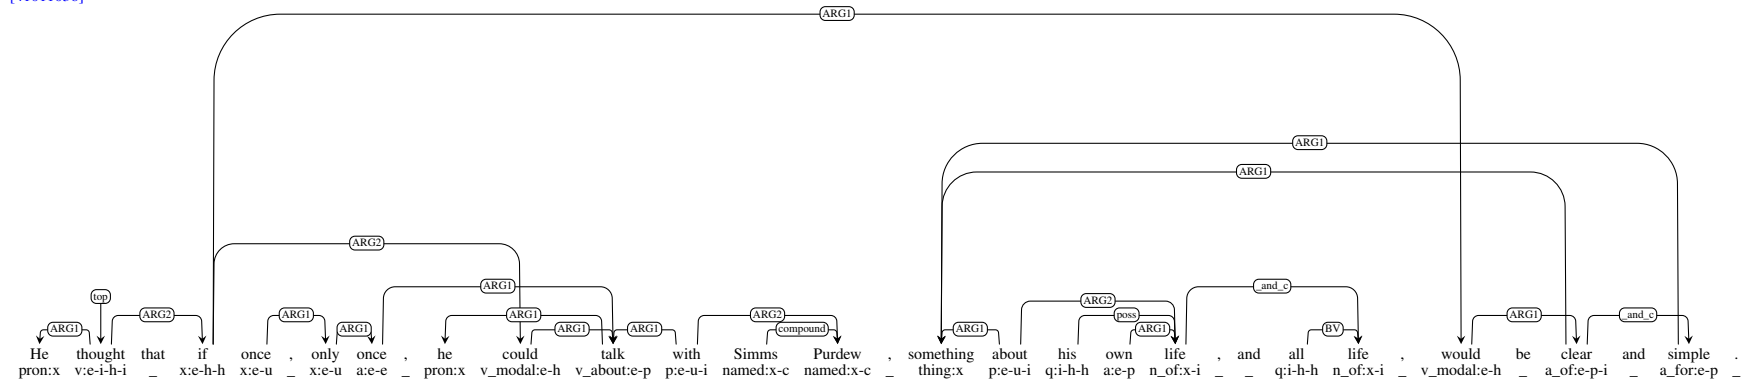 ARG1
ARG1
ARG1
ARG2
ARG1 _and_c
top ARG2
ARG2 ARG1 ARG1 ARG2 poss ARG1 _and_c
ARG1 ARG1 ARG1 ARG1 compound ARG1 ARG1 BV
He thought that if once , only once , he could talk with Simms Purdew , something about his own life , and all life , would be clear and simple .
pron:x v:e-i-h-i _ x:e-h-h x:e-u _ x:e-u a:e-e _ pron:x v_modal:e-h v_about:e-p p:e-u-i named:x-c named:x-c _ thing:x p:e-u-i q:i-h-h a:e-p n_of:x-i _ _ q:i-h-h n_of:x-i _ v_modal:e-h _ a_of:e-p-i _ a_for:e-p _